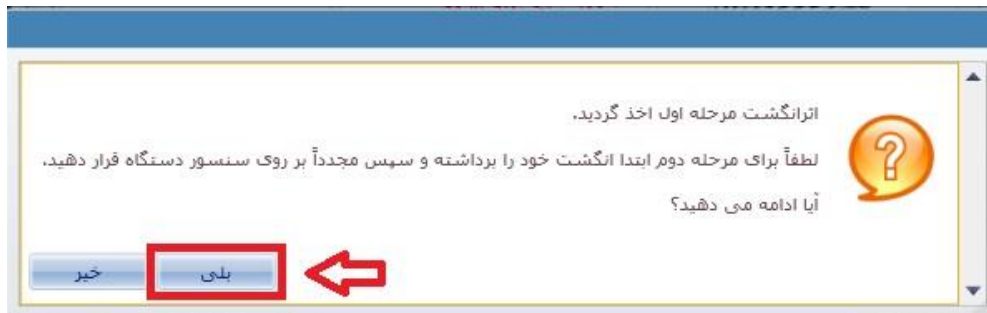 اثرانگشت مرحله اول اخذ گردید.
لطفاً برای مرحله دوم ابتدا انگشت خود را برداشته و سپس مجدداً بر روی سنسور دستگاه قرار دهید.
آیا ادامه می دهید؟
بلی
خیر